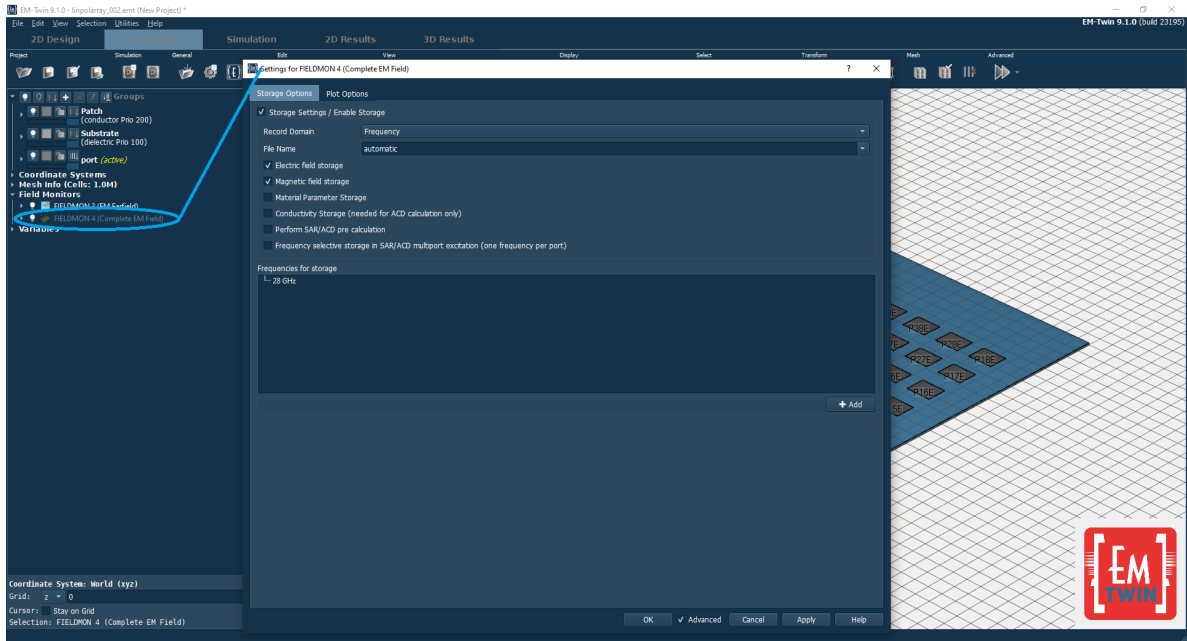 EM-Twin 9.1.0 - linpolarray_002.emt (New Project) *
File Edit View Selection Utilities Help
EM-Twin 9.1.0 (build 23195)
2D Design
Simulation
2D Results
3D Results
Project
Simulation
General
Edit
View
Display
Select
Transform
Mesh
Advanced
Settings for FIELDMON 4 (Complete EM Field)
?
Storage Options
Plot Options
Storage Settings / Enable Storage
Record Domain
Frequency
File Name
automatic
Electric field storage
Magnetic field storage
Material Parameter Storage
Conductivity Storage (needed for ACD calculation only)
Perform SAR/ACD pre calculation
Frequency selective storage in SAR/ACD multiport excitation (one frequency per port)
Frequencies for storage
28 GHz
+ Add
OK
Advanced
Cancel
Apply
Help
Groups
Patch
(conductor Prio 200)
Substrate
(dielectric Prio 100)
port (active)
Coordinate Systems
Mesh Info (Cells: 1.0M)
Field Monitors
FIELDMON 4 (Complete EM Field)
Variables
Coordinate System: World (xyz)
Grid: z 0
Cursor: Stay on Grid
Selection: FIELDMON 4 (Complete EM Field)
P38E
P28E
P27E
P18E
P17E
P16E
EM
TWIN